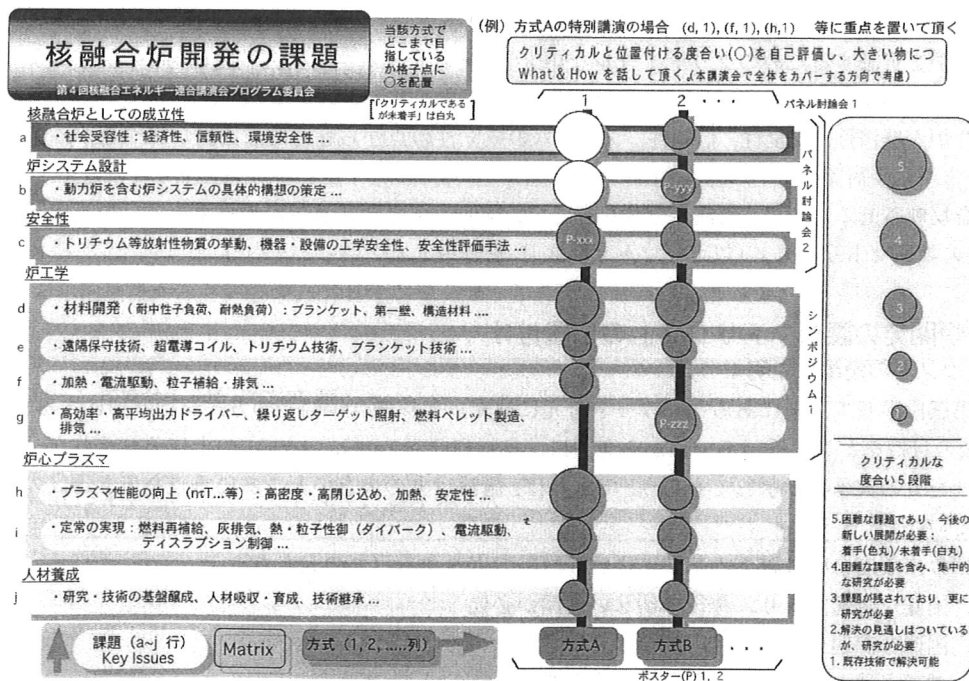 核融合炉開発の課題
第4回核融合エネルギー連合講演会プログラム委員会
当該方式で
どこまで目
指している
か格子点に
○を配置
[「クリティカルである
が未着手」は白丸]
(例) 方式Aの特別講演の場合 (d, 1), (f, 1), (h,1) 等に重点を置いて頂く
クリティカルと位置付ける度合い(○)を自己評価し、大きい物につ
What & How を話して頂く。(本講演会で全体をカバーする方向で考慮)
1 2 ・・・
パネル討論会 1
核融合炉としての成立性
a ・社会受容性：経済性、信頼性、環境安全性 ...
炉システム設計
b ・動力炉を含む炉システムの具体的構想の策定 ...
P-yyy
安全性
c ・トリチウム等放射性物質の挙動、機器・設備の工学安全性、安全性評価手法 ...
P-xxx
パネル討論会 2
炉工学
d ・材料開発（耐中性子負荷、耐熱負荷）：ブランケット、第一壁、構造材料 ....
e ・遠隔保守技術、超電導コイル、トリチウム技術、ブランケット技術 ...
f ・加熱・電流駆動、粒子補給・排気 ...
g ・高効率・高平均出力ドライバー、繰り返しターゲット照射、燃料ペレット製造、
排気 ...
P-zzz
シンポジウム 1
炉心プラズマ
h ・プラズマ性能の向上（nτT...等）：高密度・高閉じ込め、加熱、安定性 ...
i ・定常の実現：燃料再補給、灰排気、熱・粒子性御（ダイバーク）、電流駆動、
ディスラプション制御 ...
人材養成
j ・研究・技術の基盤醸成、人材吸収・育成、技術継承 ...
課題（a~j 行）
Key Issues
Matrix
方式（1, 2, .....列）
方式A
方式B
・・・
ポスター(P) 1, 2
5
4
3
2
1
クリティカルな
度合い 5 段階
5.困難な課題であり、今後の
新しい展開が必要：
着手(色丸)/未着手(白丸)
4.困難な課題を含み、集中的
な研究が必要
3.課題が残されており、更に
研究が必要
2.解決の見通しはついている
が、研究が必要
1. 既存技術で解決可能